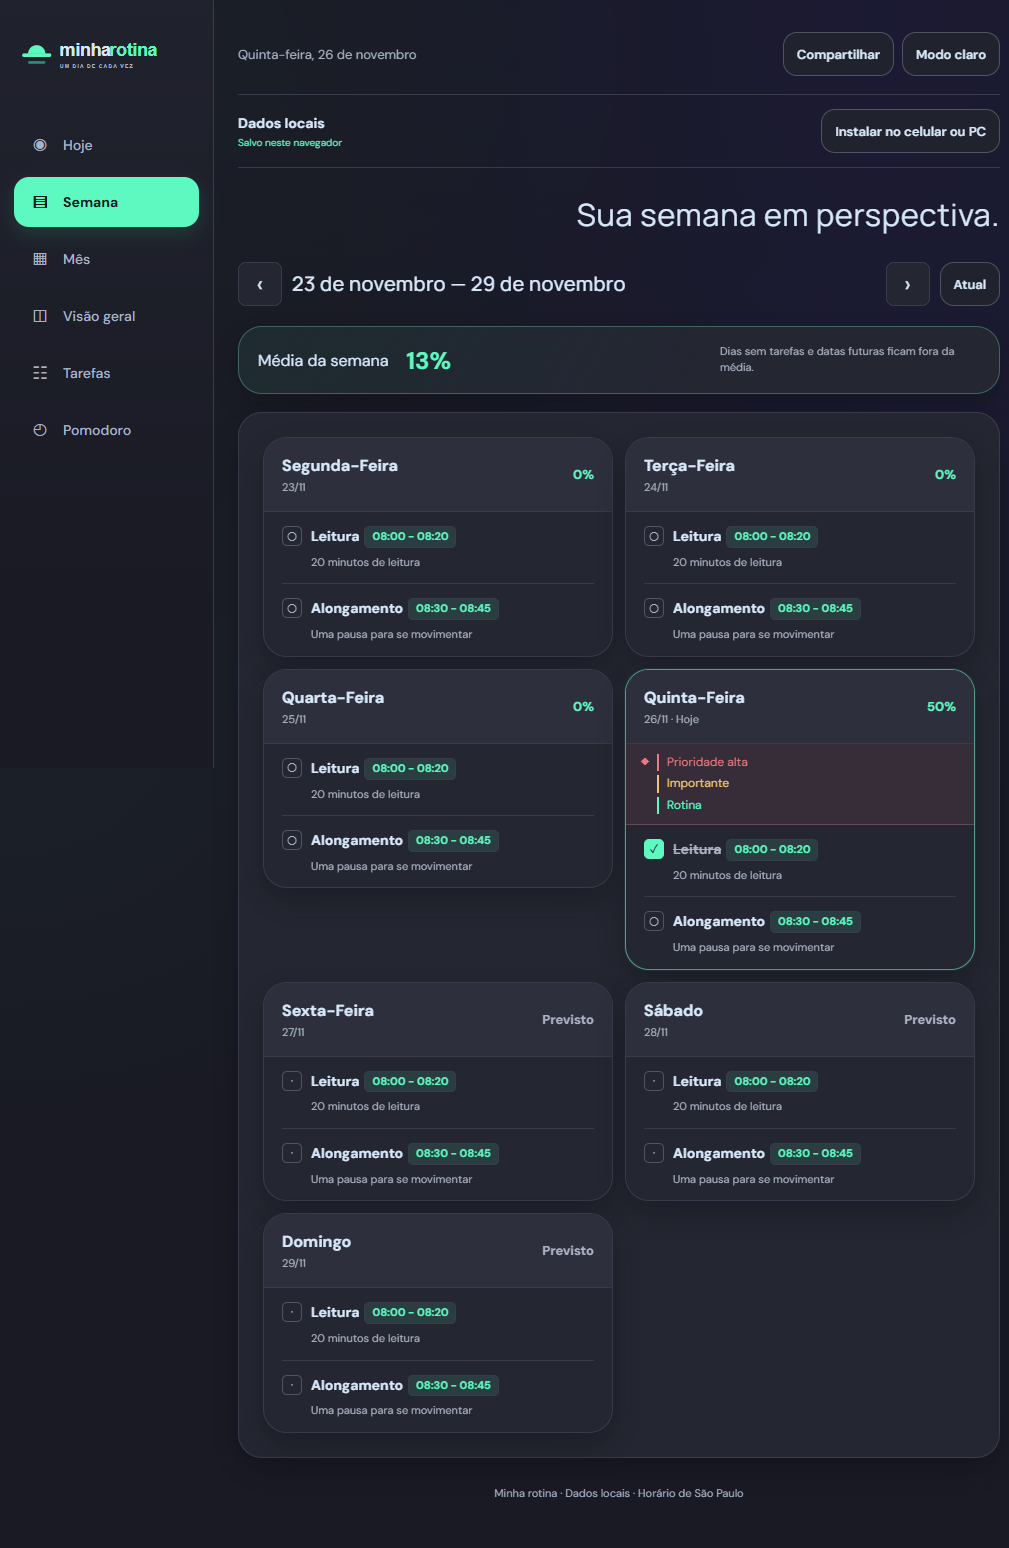 minharotina
UM DIA DE CADA VEZ
Hoje
Semana
Mês
Visão geral
Tarefas
Pomodoro
Quinta-feira, 26 de novembro
Compartilhar
Modo claro
Dados locais
Salvo neste navegador
Instalar no celular ou PC
Sua semana em perspectiva.
‹
23 de novembro — 29 de novembro
›
Atual
Média da semana 13%
Dias sem tarefas e datas futuras ficam fora da
média.
Segunda-Feira
23/11
0%
Leitura 08:00 - 08:20
20 minutos de leitura
Alongamento 08:30 - 08:45
Uma pausa para se movimentar
Terça-Feira
24/11
0%
Leitura 08:00 - 08:20
20 minutos de leitura
Alongamento 08:30 - 08:45
Uma pausa para se movimentar
Quarta-Feira
25/11
0%
Leitura 08:00 - 08:20
20 minutos de leitura
Alongamento 08:30 - 08:45
Uma pausa para se movimentar
Quinta-Feira
26/11 · Hoje
50%
Prioridade alta
Importante
Rotina
Leitura 08:00 - 08:20
20 minutos de leitura
Alongamento 08:30 - 08:45
Uma pausa para se movimentar
Sexta-Feira
27/11
Previsto
Leitura 08:00 - 08:20
20 minutos de leitura
Alongamento 08:30 - 08:45
Uma pausa para se movimentar
Sábado
28/11
Previsto
Leitura 08:00 - 08:20
20 minutos de leitura
Alongamento 08:30 - 08:45
Uma pausa para se movimentar
Domingo
29/11
Previsto
Leitura 08:00 - 08:20
20 minutos de leitura
Alongamento 08:30 - 08:45
Uma pausa para se movimentar
Minha rotina · Dados locais · Horário de São Paulo